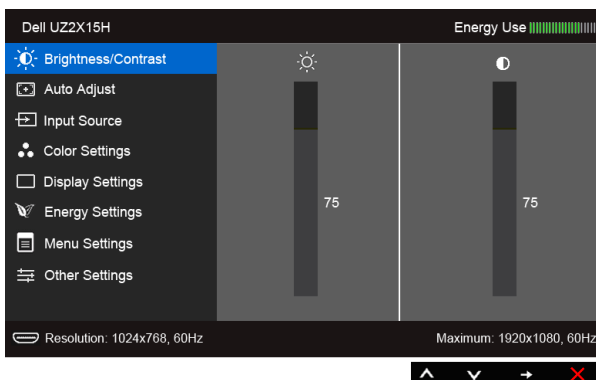 Dell UZ2X15H
Energy Use
Brightness/Contrast
Auto Adjust
Input Source
Color Settings
Display Settings
75
75
Energy Settings
Menu Settings
Other Settings
Resolution: 1024x768, 60Hz
Maximum: 1920x1080, 60Hz